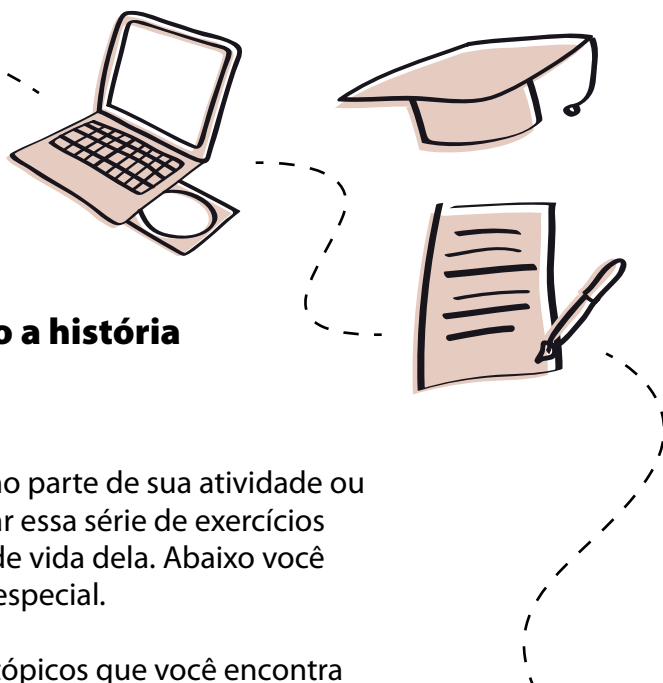 o a história
o parte de sua atividade ou
ar essa série de exercícios
de vida dela. Abaixo você
especial.
tópicos que você encontra